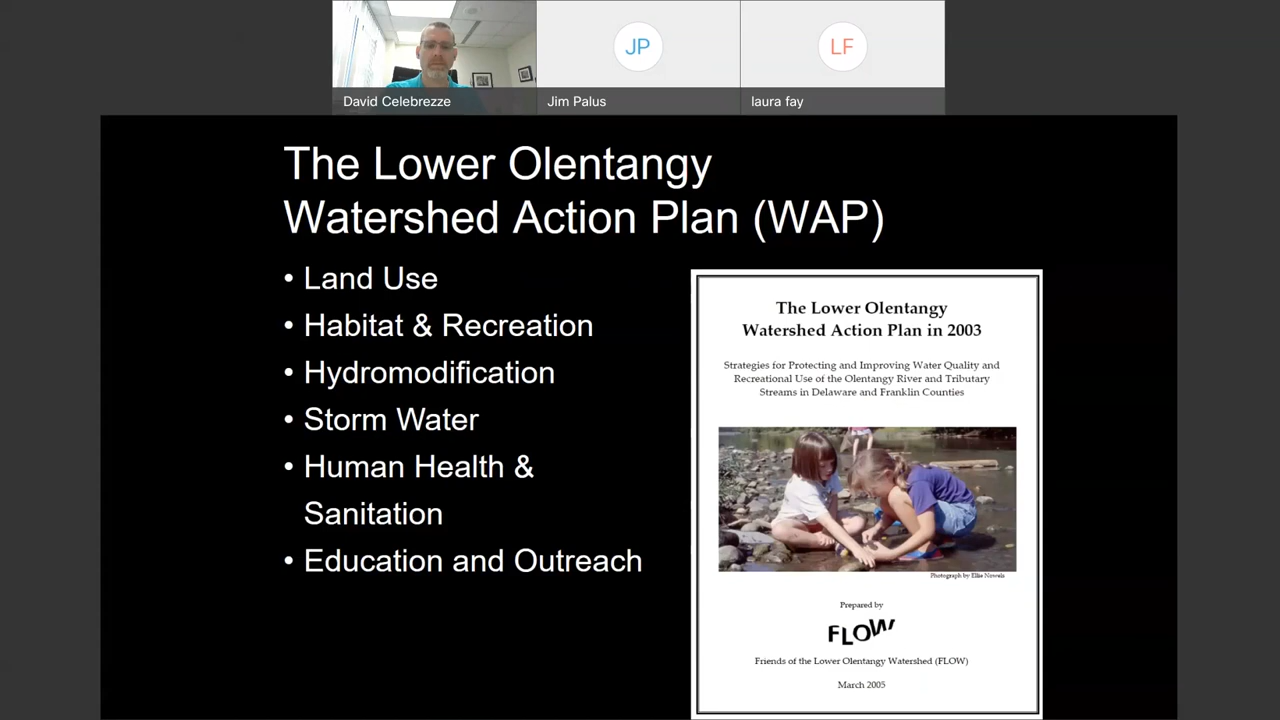 JP
LF
David Celebrezze
Jim Palus
laura fay
The Lower Olentangy
Watershed Action Plan (WAP)
• Land Use
• Habitat & Recreation
• Hydromodification
• Storm Water
• Human Health &
Sanitation
• Education and Outreach
The Lower Olentangy
Watershed Action Plan in 2003
Strategies for Protecting and Improving Water Quality and
Recreational Use of the Olentangy River and Tributary
Streams in Delaware and Franklin Counties
Photograph by Ellie Nowels
Prepared by
FLOW
Friends of the Lower Olentangy Watershed (FLOW)
March 2005